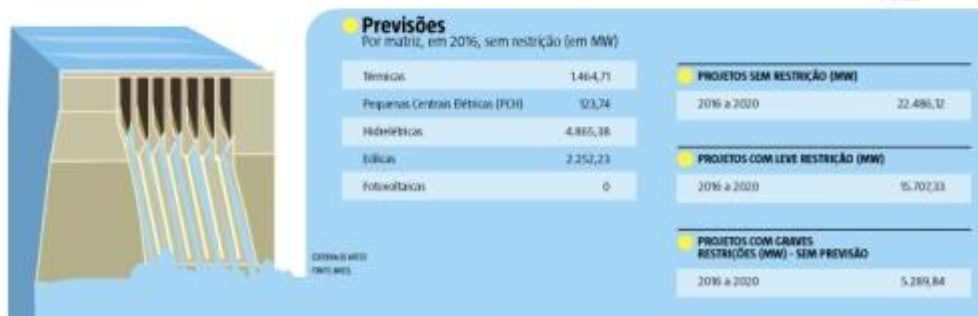 Previsões
Por matriz, em 2016, sem restrição (em MW)
Térmicas 1.464,71
Pequenas Centrais Elétricas (PCH) 123,74
Hidrelétricas 4.865,38
Eólicas 2.252,23
Fotovoltaicas 0
PROJETOS SEM RESTRIÇÃO (MW)
2016 a 2020 22.486,12
PROJETOS COM LEVE RESTRIÇÃO (MW)
2016 a 2020 15.707,33
PROJETOS COM GRAVES
RESTRIÇÕES (MW) - SEM PREVISÃO
2016 a 2020 5.289,84